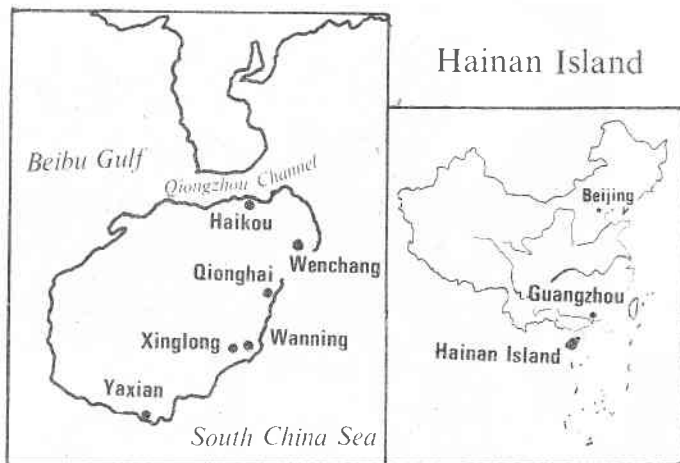 Hainan Island
Beibu Gulf
Qiongzhou Channel
Haikou
Wenchang
Qionghai
Xinglong
Wanning
Yaxian
South China Sea
Beijing
Guangzhou
Hainan Island